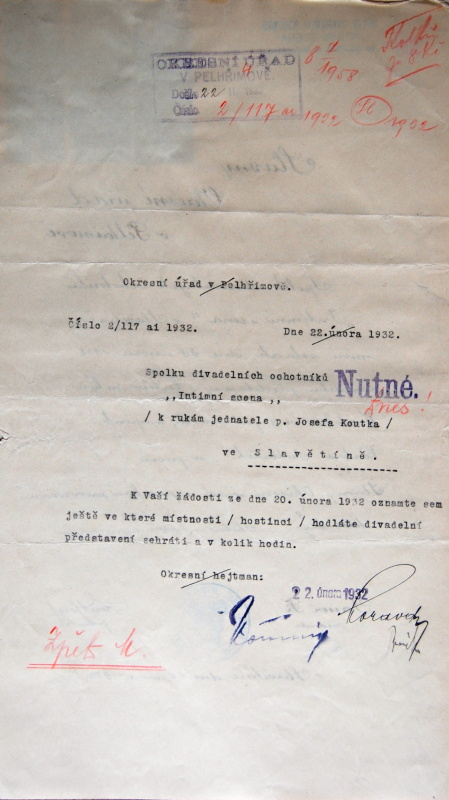 OKRESNÍ ÚŘAD
V PELHŘIMOVĚ.
Došlo 22
Číslo 2/117 ai 1932
Okresní úřad v Pelhřimově.
Číslo 2/117 ai 1932. Dne 22.února 1932.
Spolku divadelních ochotníků
,,Intimní scena ,,
Nutné.
Dnes!
/ k rukám jednatele p. Josefa Koutka /
ve Slavětíně.
K Vaší žádosti ze dne 20. února 1932 oznamte sem
ještě ve které místnosti / hostinci / hodláte divadelní
představení sehráti a v kolik hodin.
Okresní hejtman:
22. února 1932
Zpět